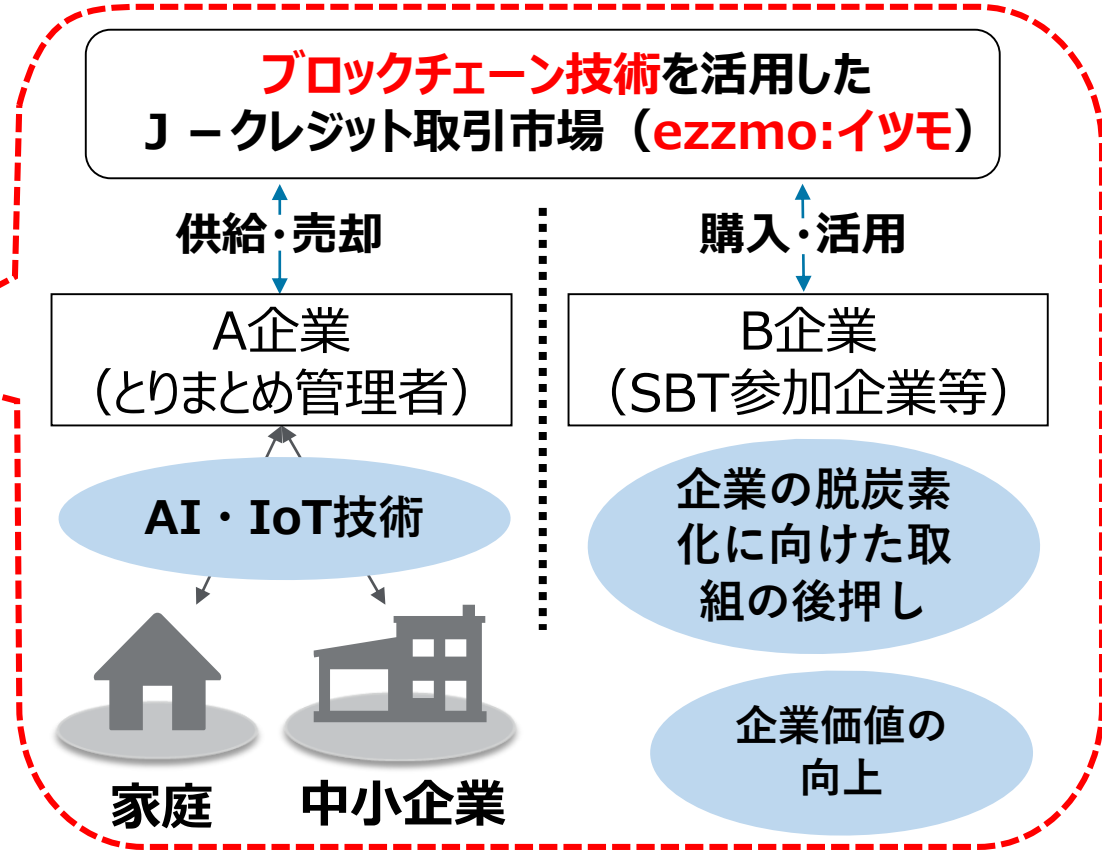 ブロックチェーン技術を活用した
J－クレジット取引市場（ezzmo:イツモ）
供給･売却
購入･活用
A企業
（とりまとめ管理者）
B企業
（SBT参加企業等）
AI・IoT技術
企業の脱炭素
化に向けた取
組の後押し
企業価値の
向上
家庭
中小企業